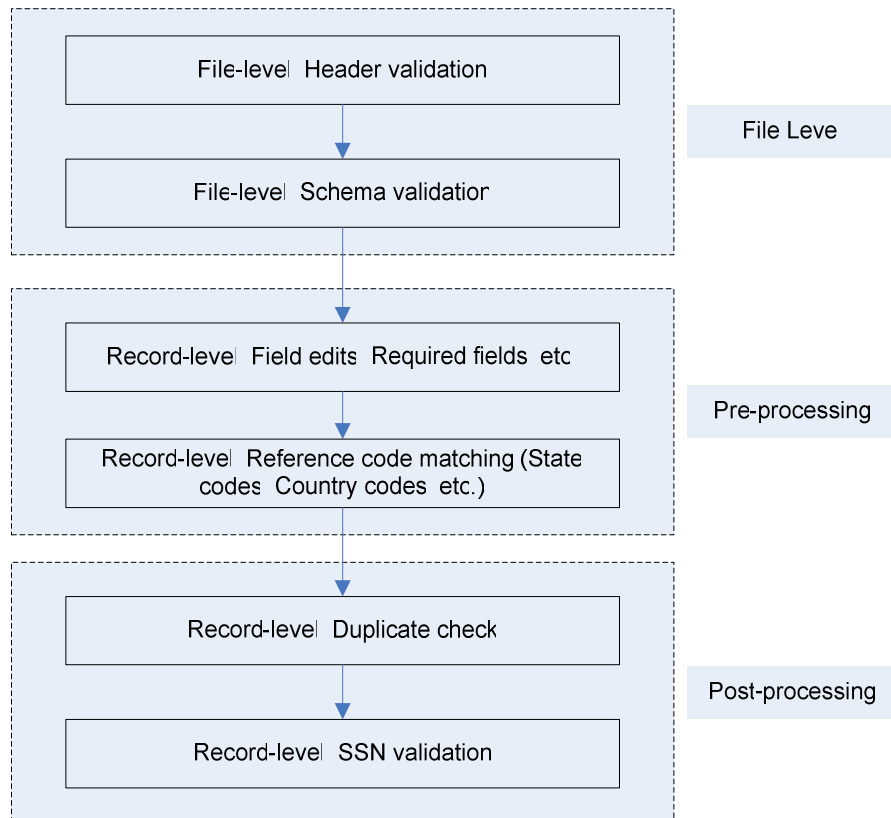 File-level Header validation
File Leve
File-level Schema validation
Record-level Field edits Required fields etc
Pre-processing
Record-level Reference code matching (State
codes Country codes etc.)
Record-level Duplicate check
Post-processing
Record-level SSN validation